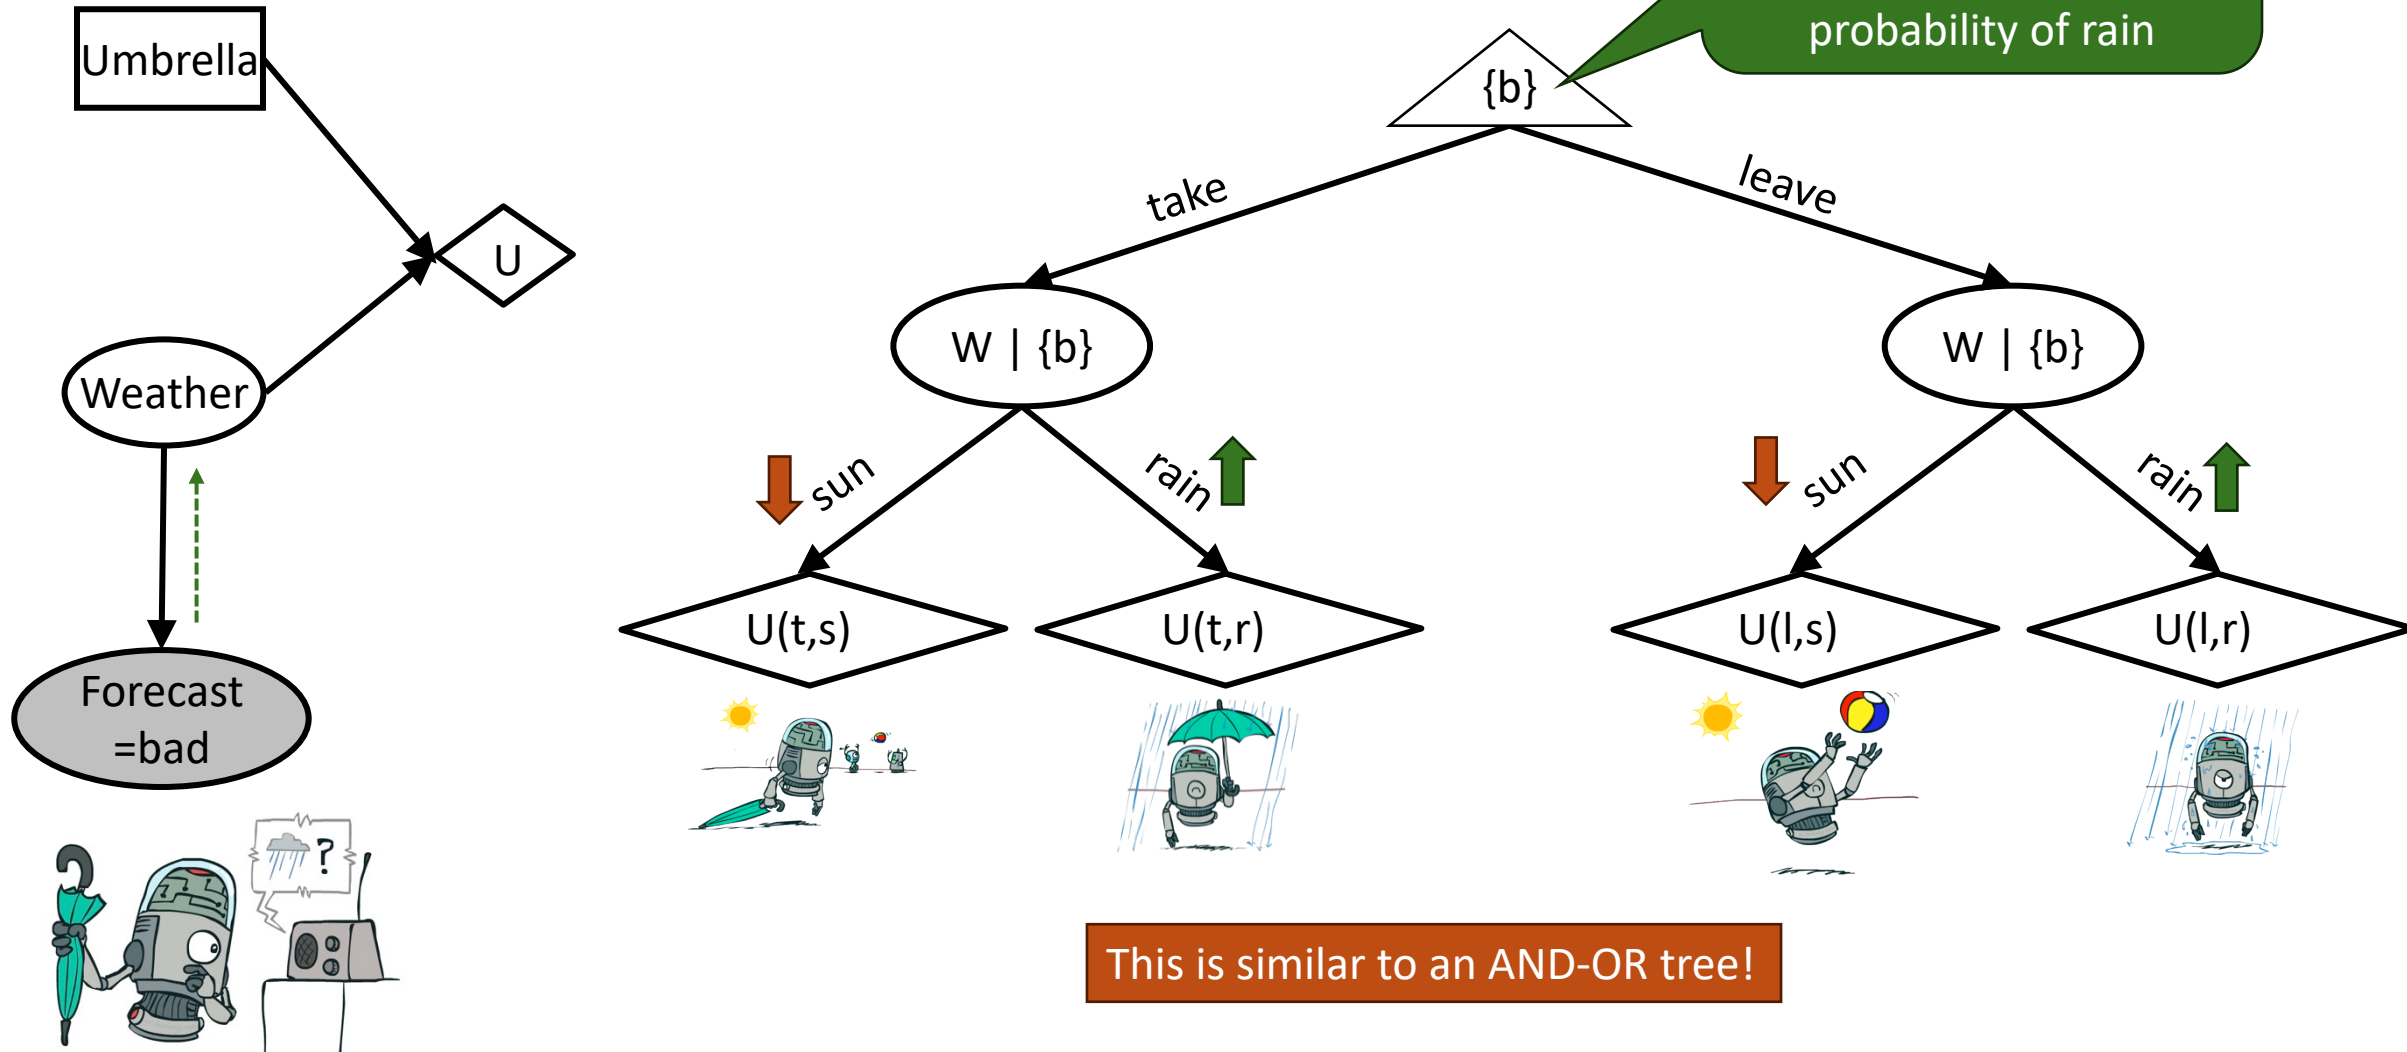 probability of rain
Umbrella
{b}
take
leave
U
W | {b}
W | {b}
Weather
sun
rain
sun
rain
U(t,s)
U(t,r)
U(l,s)
U(l,r)
Forecast
=bad
?
This is similar to an AND-OR tree!